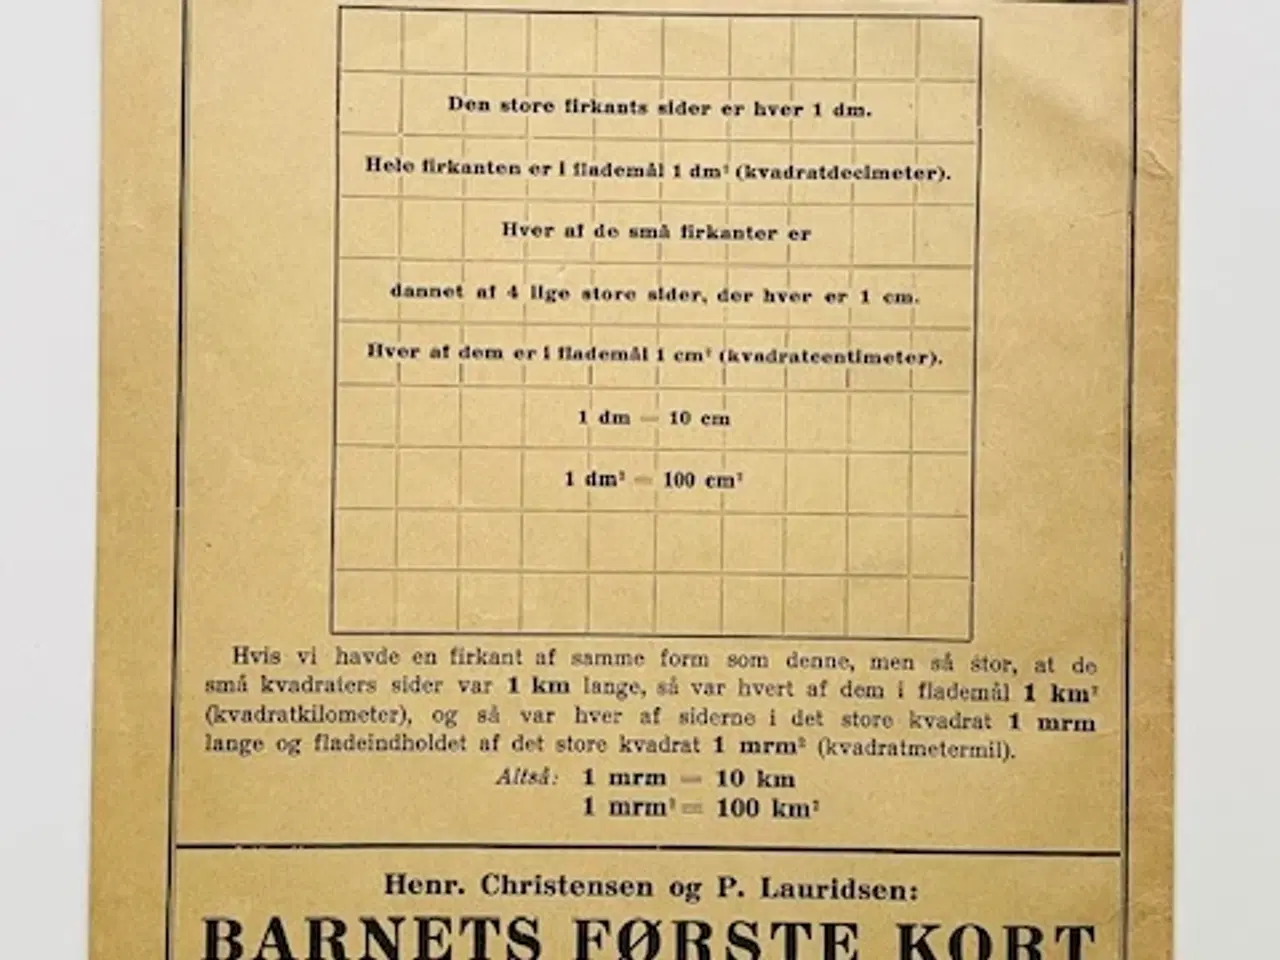 Den store firkants sider er hver 1 dm.
Hele firkanten er i flademål 1 dm² (kvadratdecimeter).
Hver af de små firkanter er
dannet af 4 lige store sider, der hver er 1 cm.
Hver af dem er i flademål 1 cm² (kvadratcentimeter).
1 dm = 10 cm
1 dm² = 100 cm²
Hvis vi havde en firkant af samme form som denne, men så stor, at de
små kvadraters sider var 1 km lange, så var hvert af dem i flademål 1 km²
(kvadratkilometer), og så var hver af siderne i det store kvadrat 1 mrm
lange og fladeindholdet af det store kvadrat 1 mrm² (kvadratmetermil).
Altså: 1 mrm = 10 km
1 mrm² = 100 km²
Henr. Christensen og P. Lauridsen:
BARNETS FØRSTE KORT